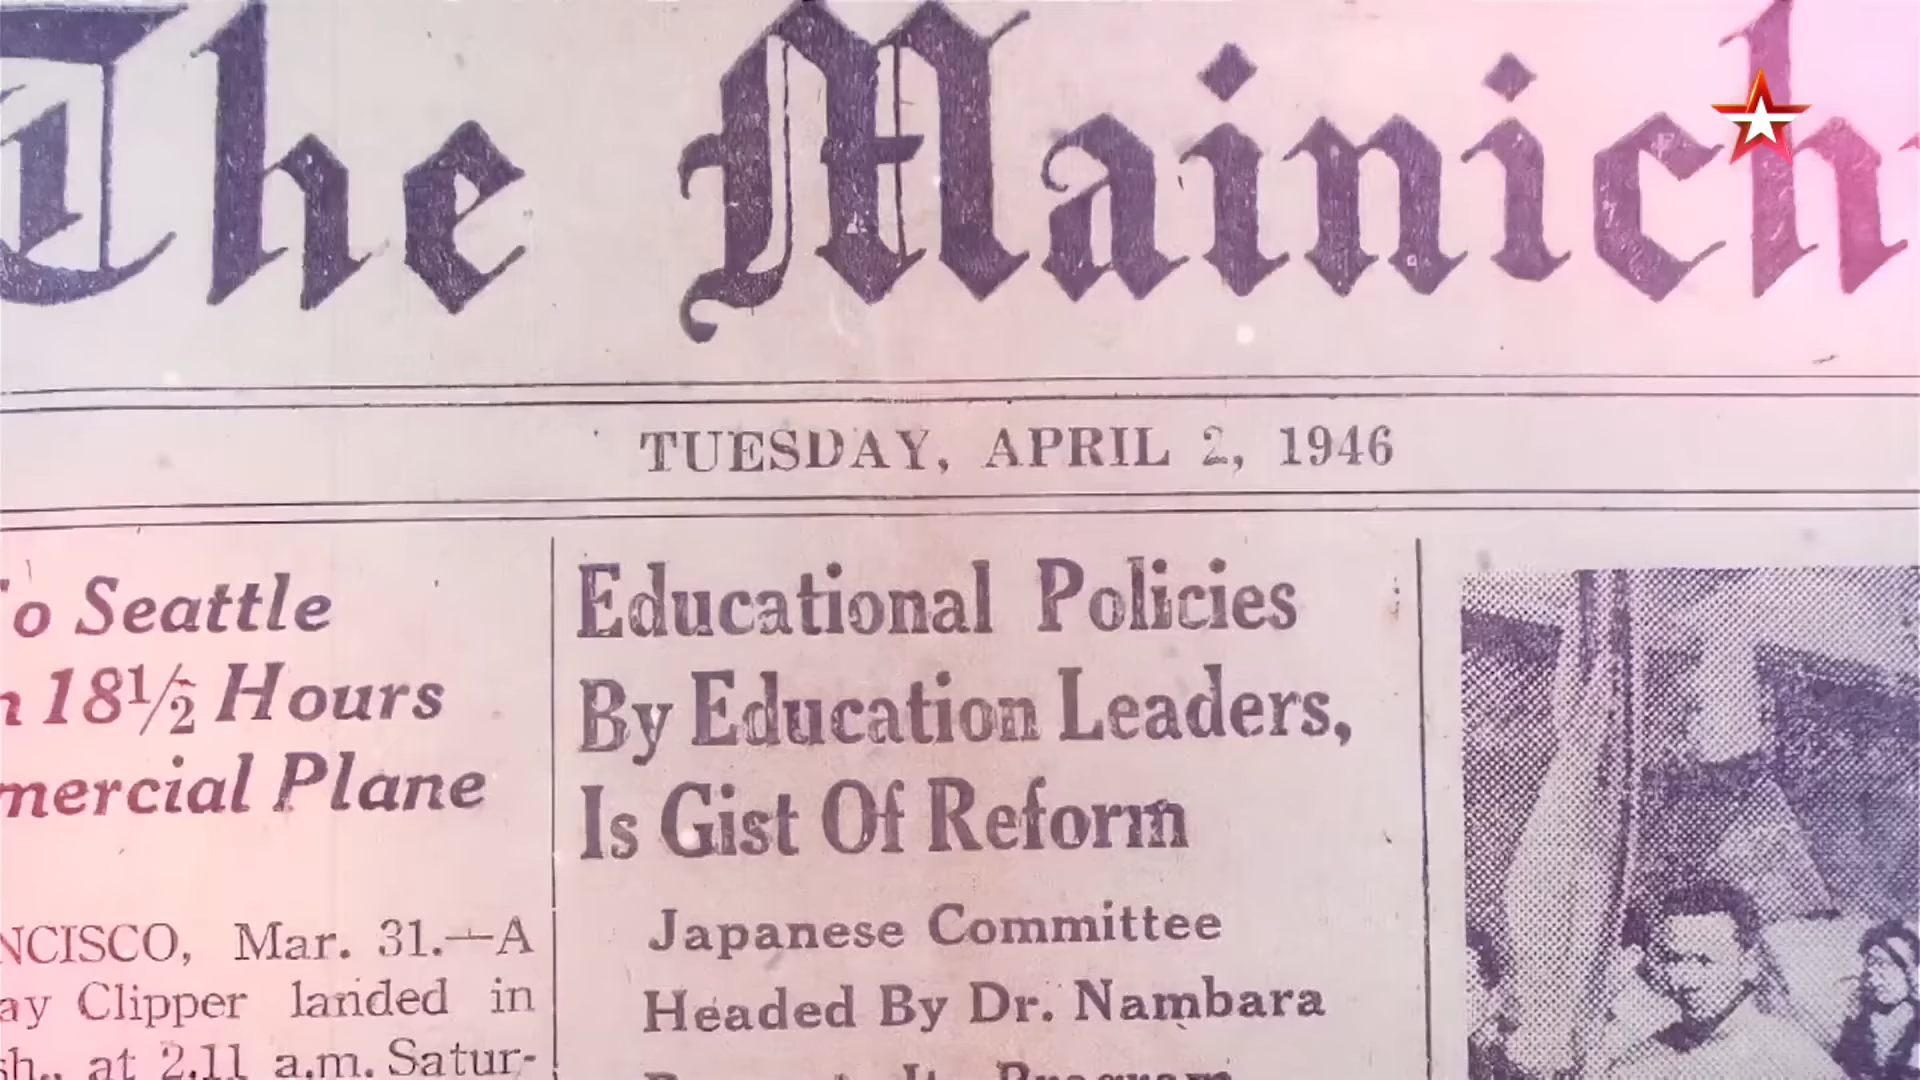 The Mainich
TUESDAY, APRIL 2, 1946
o Seattle
18½ Hours
mercial Plane
NCISCO, Mar. 31.—A
ay Clipper landed in
sh., at 2.11 a.m. Satur-
Educational Policies
By Education Leaders,
Is Gist Of Reform
Japanese Committee
Headed By Dr. Nambara